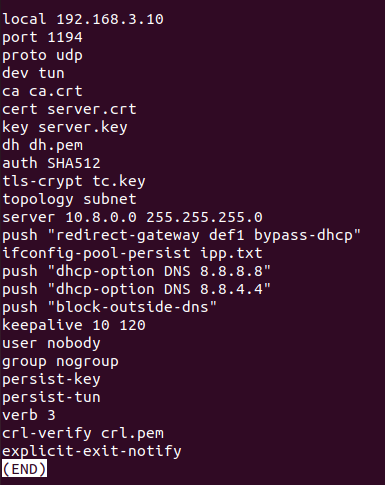 local 192.168.3.10
port 1194
proto udp
dev tun
ca ca.crt
cert server.crt
key server.key
dh dh.pem
auth SHA512
tls-crypt tc.key
topology subnet
server 10.8.0.0 255.255.255.0
push "redirect-gateway def1 bypass-dhcp"
ifconfig-pool-persist ipp.txt
push "dhcp-option DNS 8.8.8.8"
push "dhcp-option DNS 8.8.4.4"
push "block-outside-dns"
keepalive 10 120
user nobody
group nogroup
persist-key
persist-tun
verb 3
crl-verify crl.pem
explicit-exit-notify
(END)